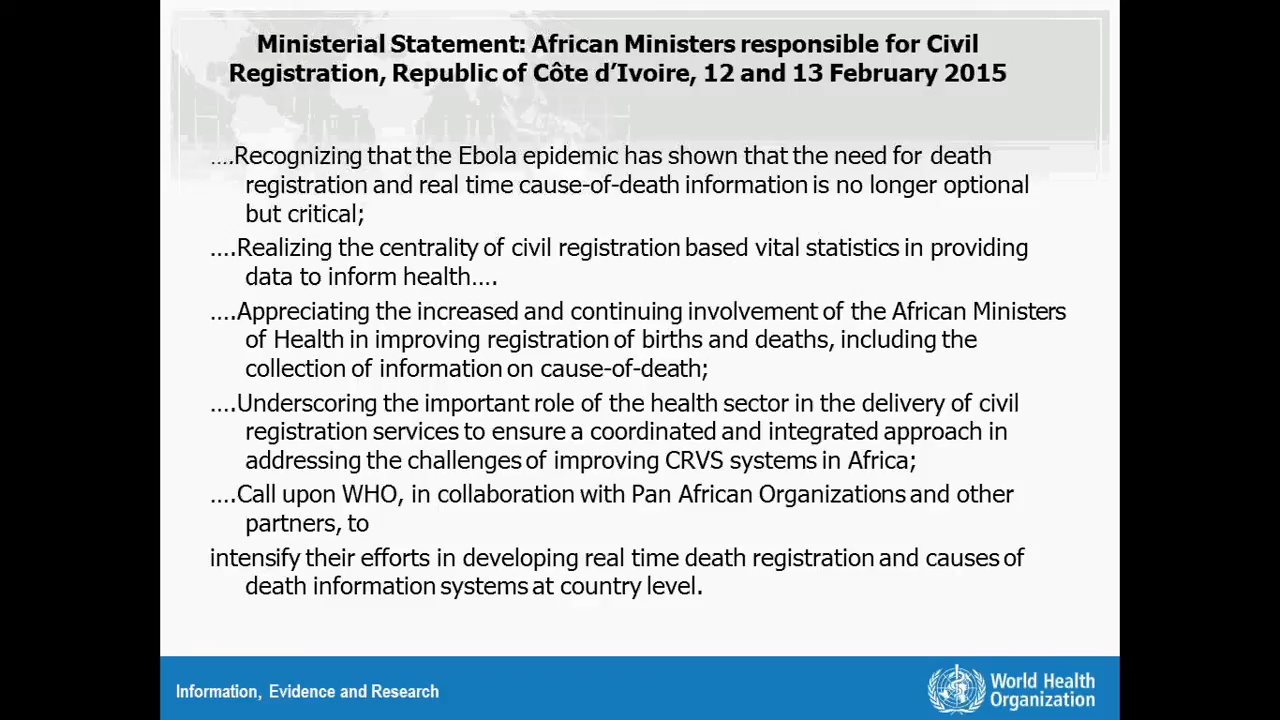 Ministerial Statement: African Ministers responsible for Civil
Registration, Republic of Côte d’Ivoire, 12 and 13 February 2015
….Recognizing that the Ebola epidemic has shown that the need for death
registration and real time cause-of-death information is no longer optional
but critical;
….Realizing the centrality of civil registration based vital statistics in providing
data to inform health….
….Appreciating the increased and continuing involvement of the African Ministers
of Health in improving registration of births and deaths, including the
collection of information on cause-of-death;
….Underscoring the important role of the health sector in the delivery of civil
registration services to ensure a coordinated and integrated approach in
addressing the challenges of improving CRVS systems in Africa;
….Call upon WHO, in collaboration with Pan African Organizations and other
partners, to
intensify their efforts in developing real time death registration and causes of
death information systems at country level.
Information, Evidence and Research
World Health
Organization